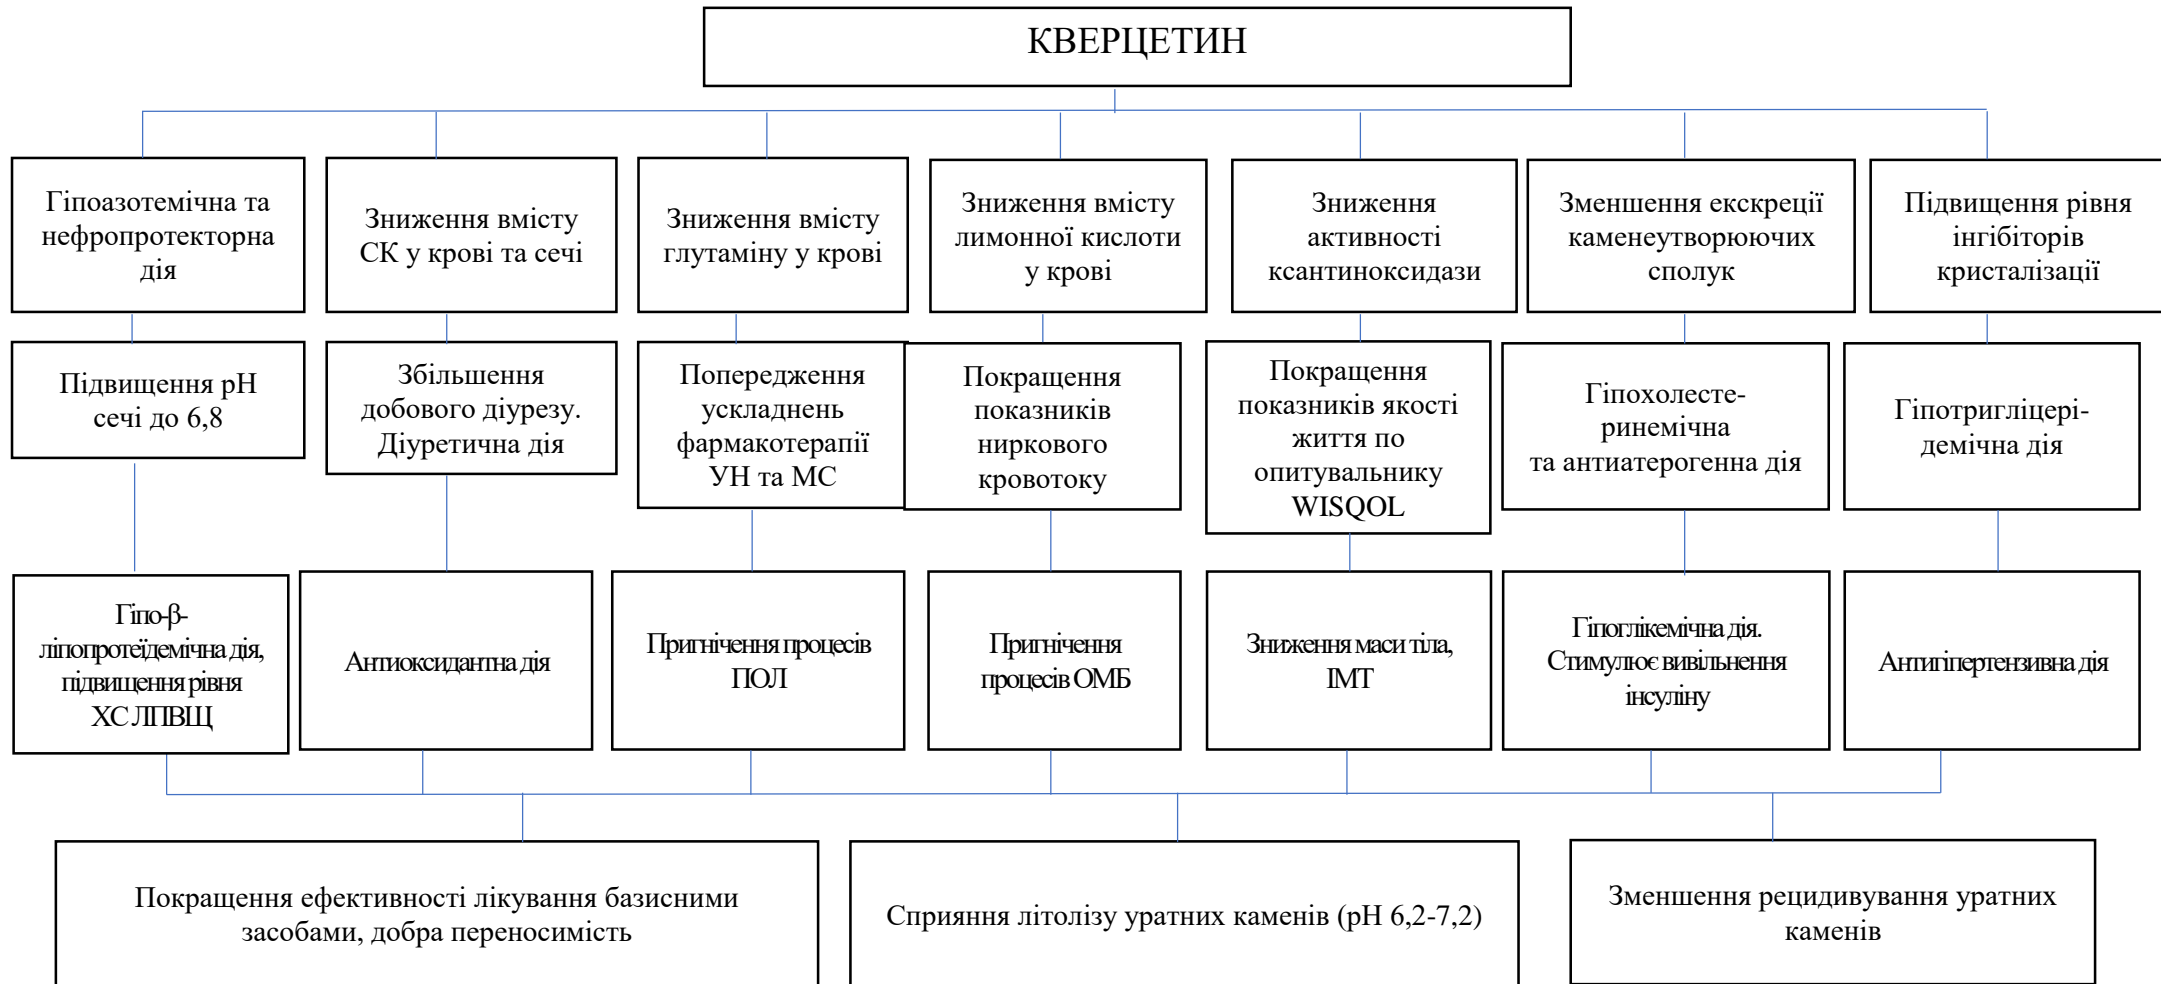 КВЕРЦЕТИН
Гіпоазотемічна та
нефропротекторна
дія
Зниження вмісту
СК у крові та сечі
Зниження вмісту
глутаміну у крові
Зниження вмісту
лимонної кислоти
у крові
Зниження
активності
ксантиноксидази
Зменшення екскреції
каменеутворюючих
сполук
Підвищення рівня
інгібіторів
кристалізації
Підвищення рН
сечі до 6,8
Збільшення
добового діурезу.
Діуретична дія
Попередження
ускладнень
фармакотерапії
УН та МС
Покращення
показників
ниркового
кровотоку
Покращення
показників якості
життя по
опитувальнику
WISQOL
Гіпохолесте-
ринемічна
та антиатерогенна дія
Гіпотригліцері-
демічна дія
Гіпо-β-
ліпопротеїдемічна дія,
підвищення рівня
ХС ЛПВЩ
Антиоксидантна дія
Пригнічення процесів
ПОЛ
Пригнічення
процесів ОМБ
Зниження маси тіла,
ІМТ
Гіпоглікемічна дія.
Стимулює вивільнення
інсуліну
Антигіпертензивна дія
Покращення ефективності лікування базисними
засобами, добра переносимість
Сприяння літолізу уратних каменів (рН 6,2-7,2)
Зменшення рецидивування уратних
каменів